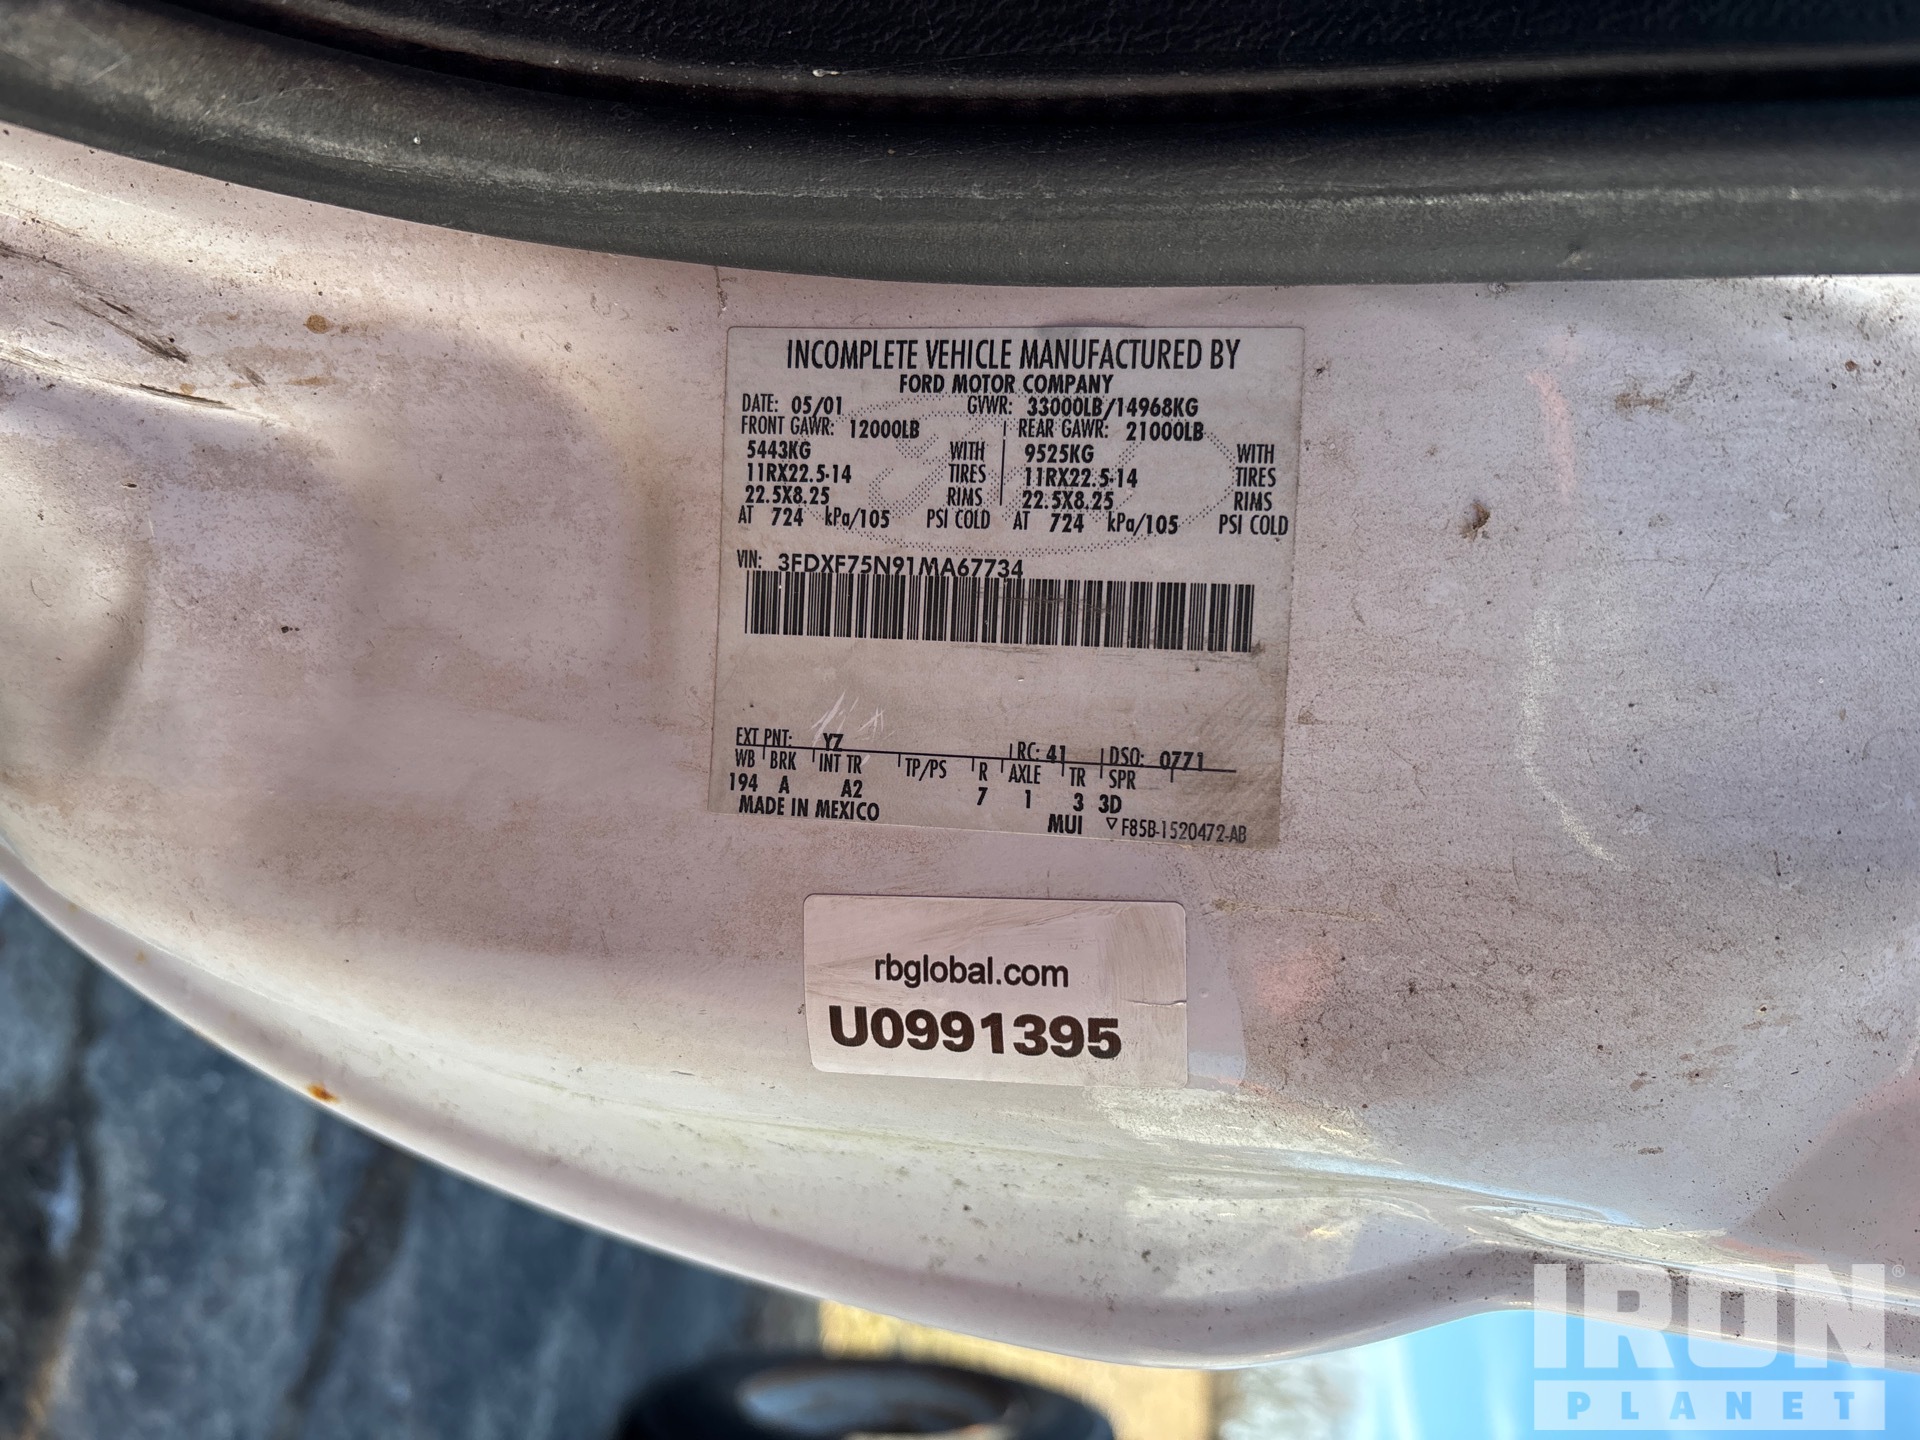 INCOMPLETE VEHICLE MANUFACTURED BY
FORD MOTOR COMPANY
DATE: 05/01 GVWR: 33000LB/14968KG
FRONT GAWR: 12000LB REAR GAWR: 21000LB
5443KG WITH 9525KG WITH
11RX22.5-14 TIRES 11RX22.5-14 TIRES
22.5X8.25 RIMS 22.5X8.25 RIMS
AT 724 kPa/105 PSI COLD AT 724 kPa/105 PSI COLD
VIN: 3FDXF75N91MA67734
EXT PNT: YZ RC: 41 DSO: 0771
WB BRK INT TR TP/PS R AXLE TR SPR
194 A A2 7 1 3 3D
MADE IN MEXICO MUI F85B-1520472-AB
rbglobal.com
U0991395
IRON®
PLANET